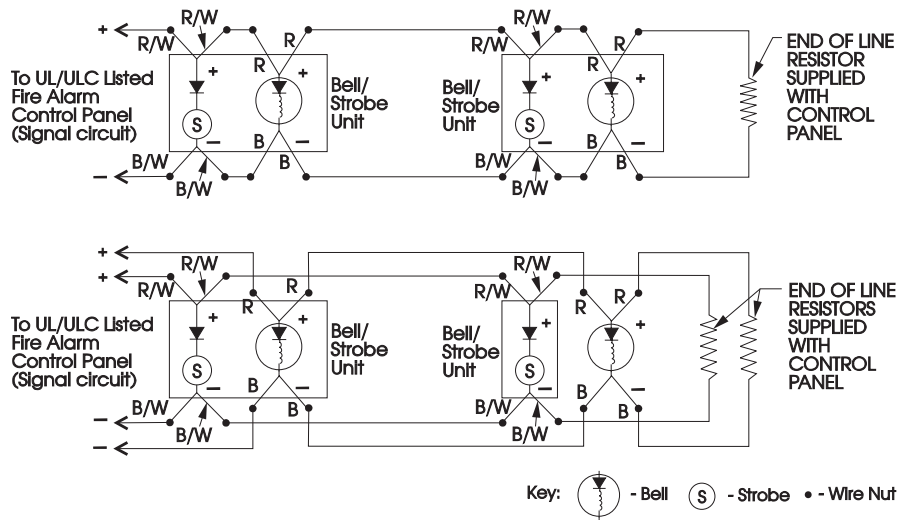 R/W
R/W
+
+
R
R
+
To UL/ULC Listed
Fire Alarm
Control Panel
(Signal circuit)
S
Bell/
Strobe
Unit
B/W
−
−
B
B
−
B/W
R/W
R/W
+
R
R
+
Bell/
Strobe
Unit
S
−
B
B
−
B/W
END OF LINE
RESISTOR
SUPPLIED
WITH
CONTROL
PANEL
+
+
R/W
R/W
+
R
R
+
To UL/ULC Listed
Fire Alarm
Control Panel
(Signal circuit)
S
Bell/
Strobe
Unit
B/W
−
−
−
B
B
−
B/W
R/W
R/W
+
R
R
+
Bell/
Strobe
Unit
S
−
B
B
−
B/W
END OF LINE
RESISTORS
SUPPLIED
WITH
CONTROL
PANEL
Key: - Bell S - Strobe • - Wire Nut